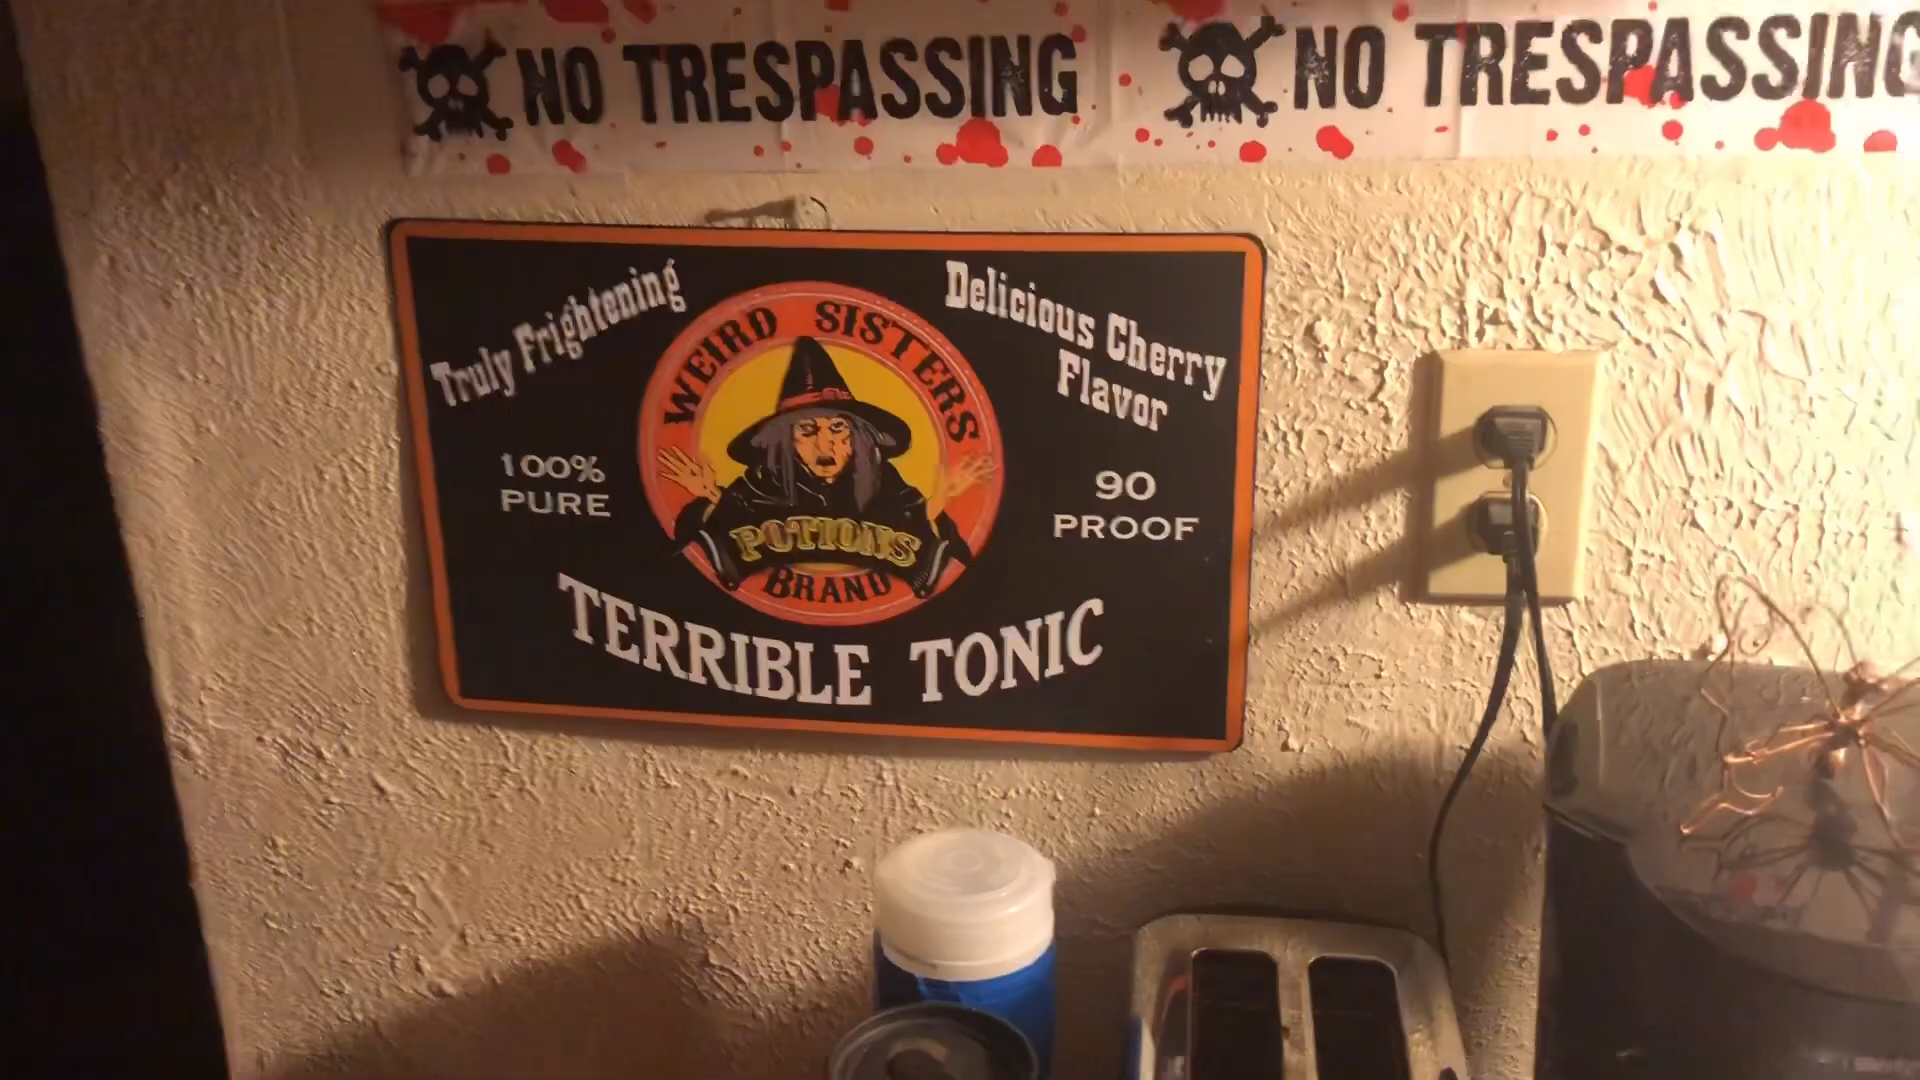 NO TRESPASSING NO TRESPASSING
Truly Frightening
Delicious Cherry
Flavor
WEIRD SISTERS
100%
PURE
90
PROOF
POTIONS
BRAND
TERRIBLE TONIC